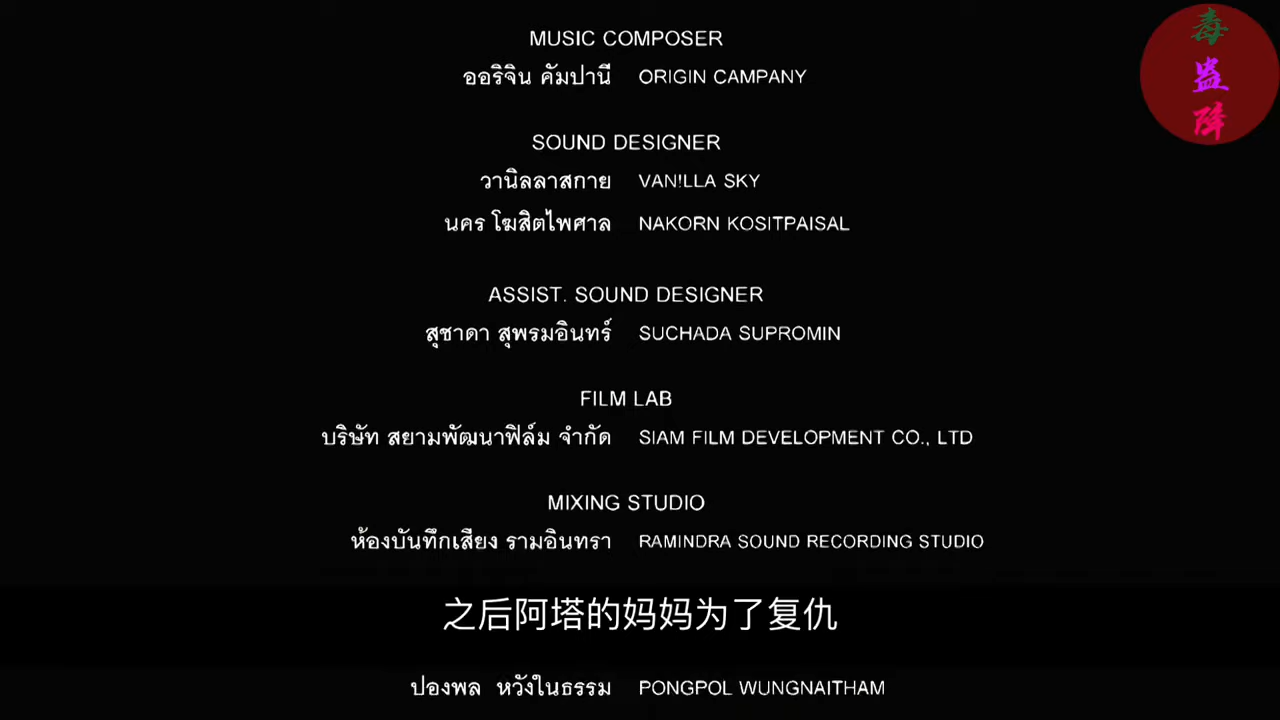 MUSIC COMPOSER
ออริจิน คัมปานี ORIGIN CAMPANY
SOUND DESIGNER
วานิลลาสกาย VANILLA SKY
นคร โฆสิตไพศาล NAKORN KOSITPAISAL
ASSIST. SOUND DESIGNER
สุชาดา สุพรมอินทร์ SUCHADA SUPROMIN
FILM LAB
บริษัท สยามพัฒนาฟิล์ม จำกัด SIAM FILM DEVELOPMENT CO., LTD
MIXING STUDIO
ห้องบันทึกเสียง รามอินทรา RAMINDRA SOUND RECORDING STUDIO
之后阿塔的妈妈为了复仇
ปองพล หวังในธรรม PONGPOL WUNGNAITHAM
毒
盅
降